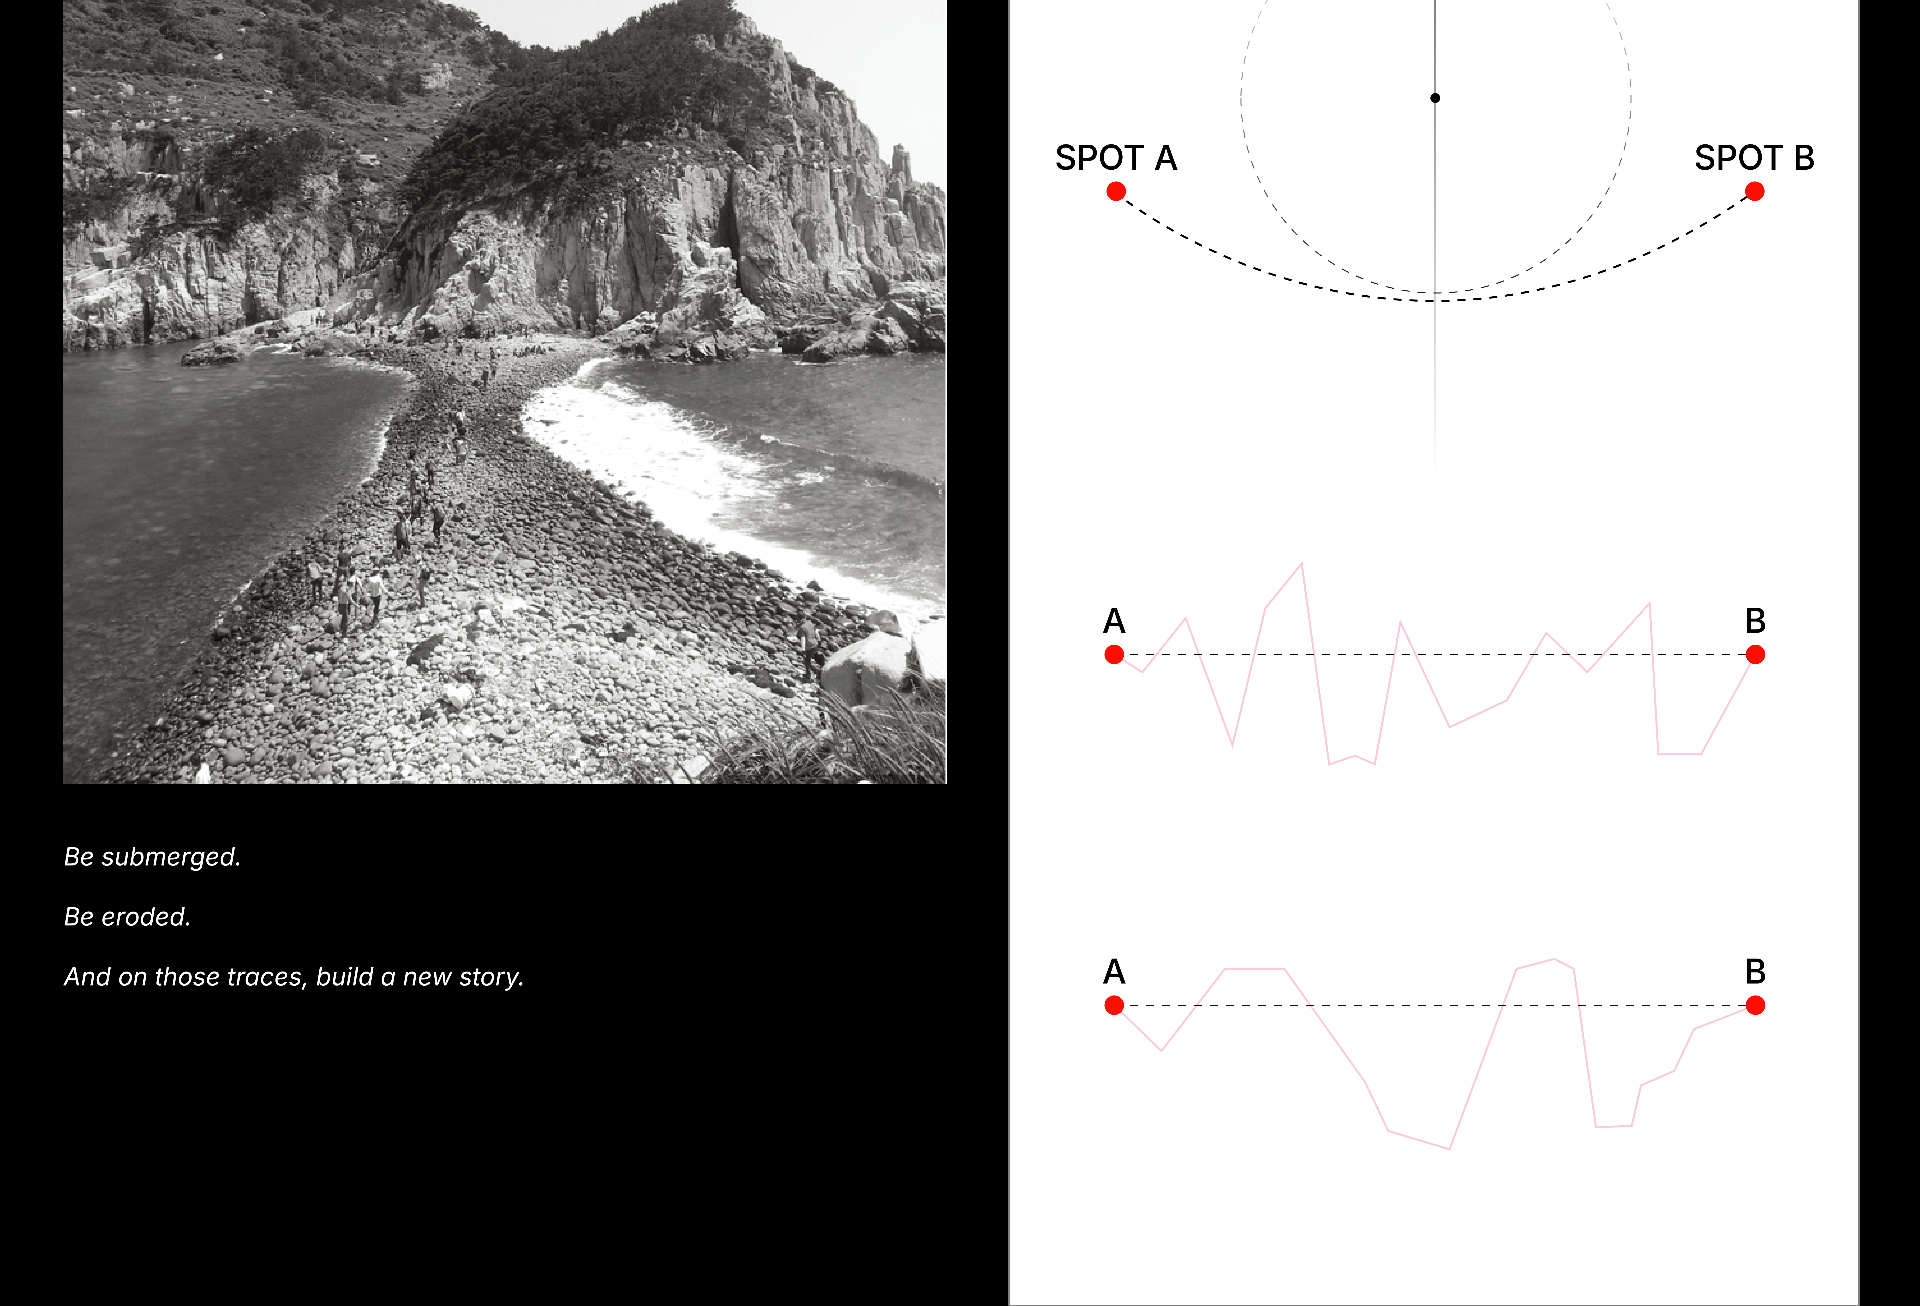 Be submerged.
Be eroded.
And on those traces, build a new story.
SPOT A
SPOT B
A
B
A
B